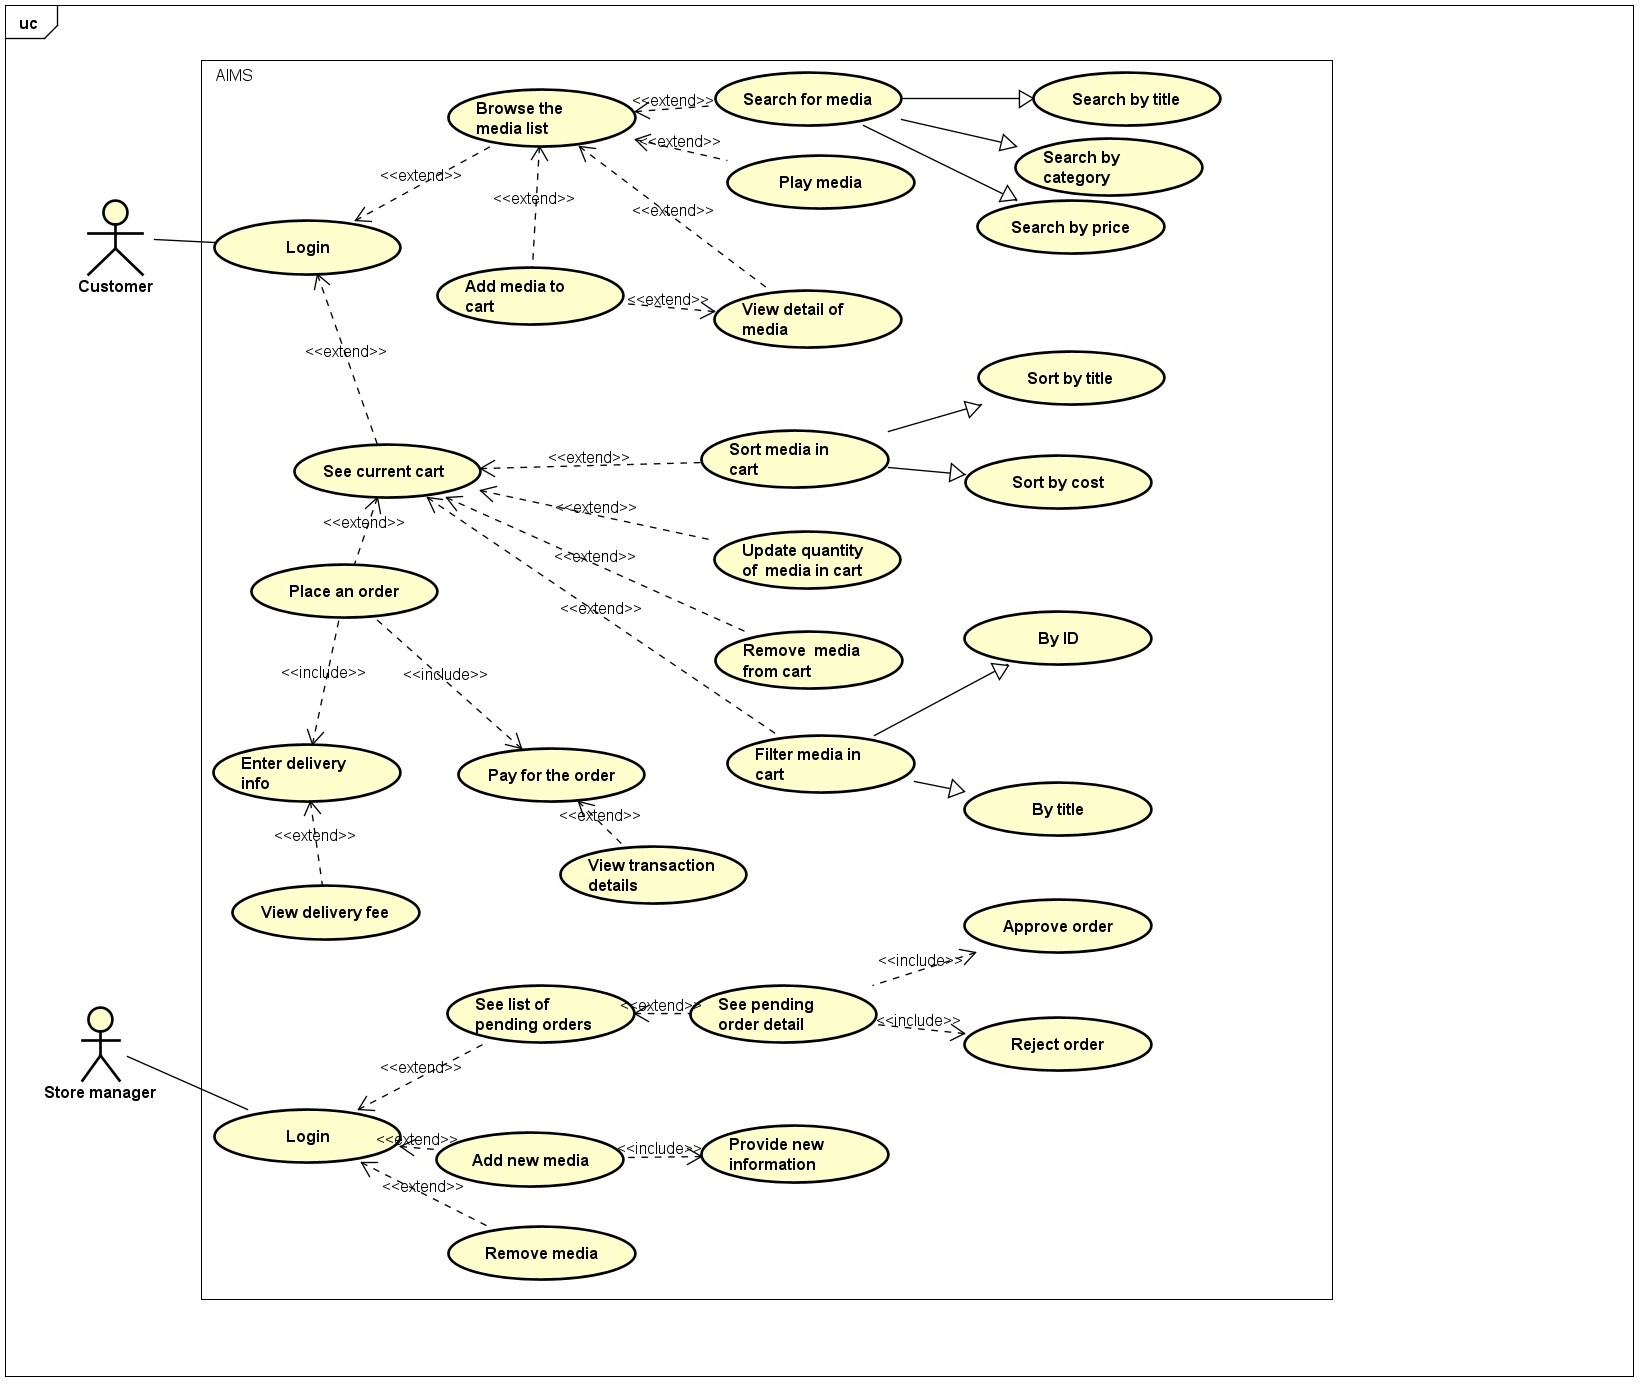 uc
AIMS
Browse the
media list
<<extend>>
Search for media
Search by title
<<extend>>
Search by
category
Play media
<<extend>>
<<extend>>
<<extend>>
Search by price
Login
Customer
Add media to
cart
<<extend>>
View detail of
media
<<extend>>
Sort by title
See current cart
<<extend>>
Sort media in
cart
Sort by cost
<<extend>>
<<extend>>
Update quantity
of  media in cart
<<extend>>
Place an order
<<extend>>
By ID
Remove  media
from cart
<<include>>
<<include>>
Enter delivery
info
Pay for the order
Filter media in
cart
By title
<<extend>>
<<extend>>
View transaction
details
View delivery fee
Approve order
<<include>>
See list of
pending orders
<<extend>>
See pending
order detail
<<include>>
Reject order
Store manager
<<extend>>
Login
<<extend>>
Add new media
<<include>>
Provide new
information
<<extend>>
Remove media